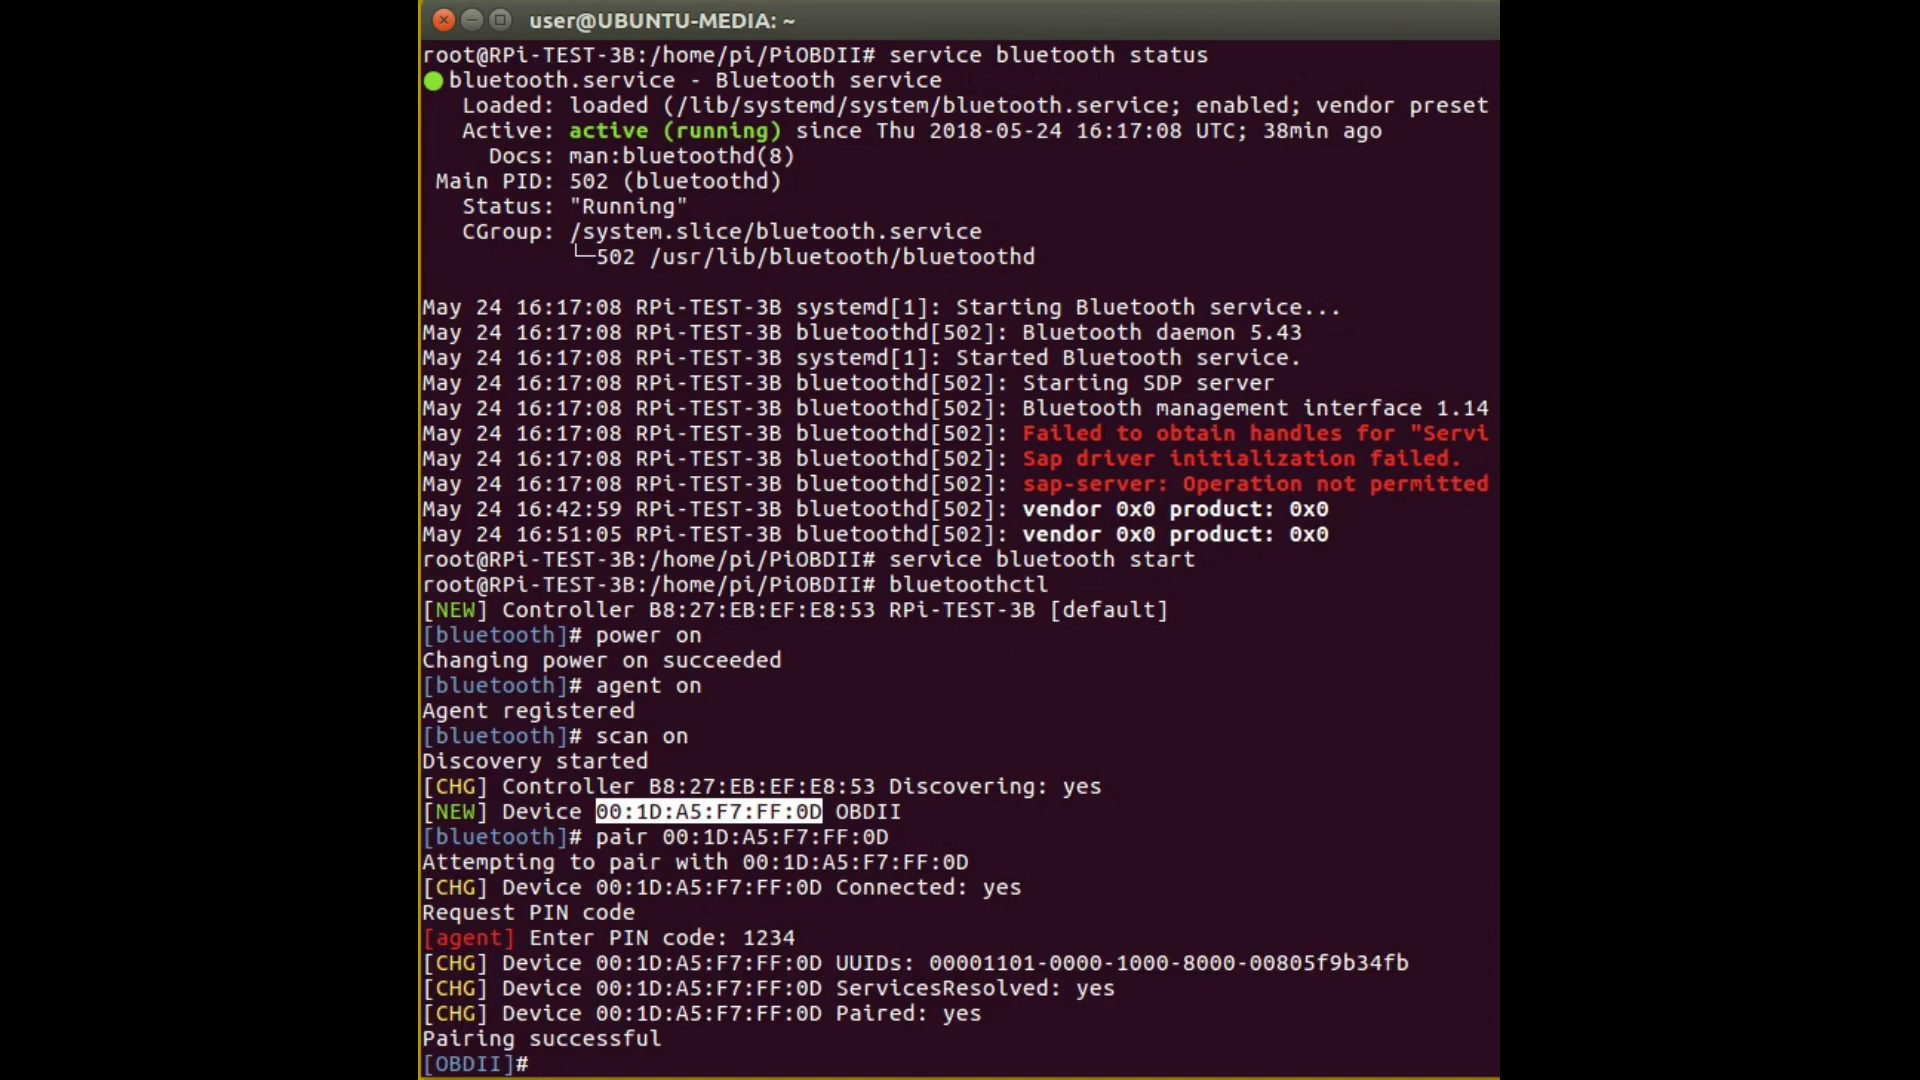 user@UBUNTU-MEDIA: ~
root@RPi-TEST-3B:/home/pi/PiOBDII# service bluetooth status
● bluetooth.service - Bluetooth service
   Loaded: loaded (/lib/systemd/system/bluetooth.service; enabled; vendor preset
   Active: active (running) since Thu 2018-05-24 16:17:08 UTC; 38min ago
     Docs: man:bluetoothd(8)
 Main PID: 502 (bluetoothd)
   Status: "Running"
   CGroup: /system.slice/bluetooth.service
           └─502 /usr/lib/bluetooth/bluetoothd
May 24 16:17:08 RPi-TEST-3B systemd[1]: Starting Bluetooth service...
May 24 16:17:08 RPi-TEST-3B bluetoothd[502]: Bluetooth daemon 5.43
May 24 16:17:08 RPi-TEST-3B systemd[1]: Started Bluetooth service.
May 24 16:17:08 RPi-TEST-3B bluetoothd[502]: Starting SDP server
May 24 16:17:08 RPi-TEST-3B bluetoothd[502]: Bluetooth management interface 1.14
May 24 16:17:08 RPi-TEST-3B bluetoothd[502]: Failed to obtain handles for "Servi
May 24 16:17:08 RPi-TEST-3B bluetoothd[502]: Sap driver initialization failed.
May 24 16:17:08 RPi-TEST-3B bluetoothd[502]: sap-server: Operation not permitted
May 24 16:42:59 RPi-TEST-3B bluetoothd[502]: vendor 0x0 product: 0x0
May 24 16:51:05 RPi-TEST-3B bluetoothd[502]: vendor 0x0 product: 0x0
root@RPi-TEST-3B:/home/pi/PiOBDII# service bluetooth start
root@RPi-TEST-3B:/home/pi/PiOBDII# bluetoothctl
[NEW] Controller B8:27:EB:EF:E8:53 RPi-TEST-3B [default]
[bluetooth]# power on
Changing power on succeeded
[bluetooth]# agent on
Agent registered
[bluetooth]# scan on
Discovery started
[CHG] Controller B8:27:EB:EF:E8:53 Discovering: yes
[NEW] Device 00:1D:A5:F7:FF:0D OBDII
[bluetooth]# pair 00:1D:A5:F7:FF:0D
Attempting to pair with 00:1D:A5:F7:FF:0D
[CHG] Device 00:1D:A5:F7:FF:0D Connected: yes
Request PIN code
[agent] Enter PIN code: 1234
[CHG] Device 00:1D:A5:F7:FF:0D UUIDs: 00001101-0000-1000-8000-00805f9b34fb
[CHG] Device 00:1D:A5:F7:FF:0D ServicesResolved: yes
[CHG] Device 00:1D:A5:F7:FF:0D Paired: yes
Pairing successful
[OBDII]#